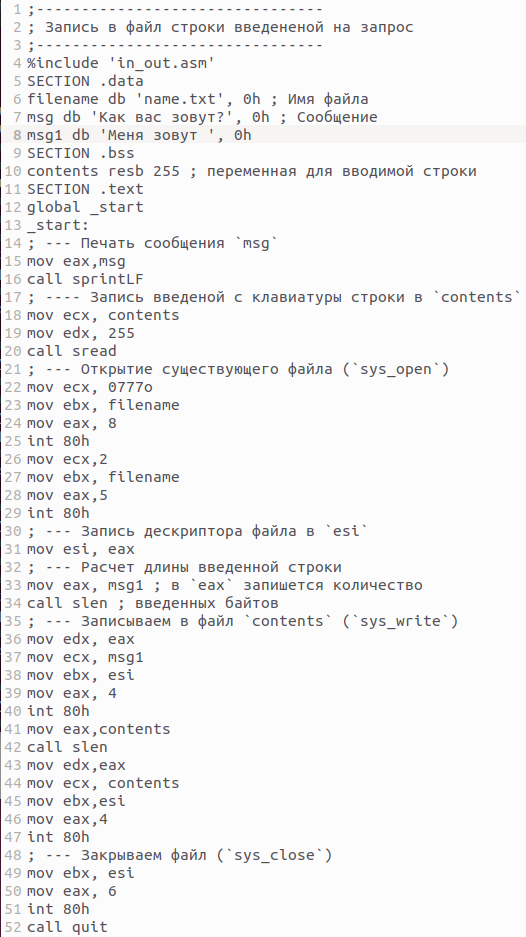 1 ;--------------------------------
2 ; Запись в файл строки введененой на запрос
3 ;--------------------------------
4 %include 'in_out.asm'
5 SECTION .data
6 filename db 'name.txt', 0h ; Имя файла
7 msg db 'Как вас зовут?', 0h ; Сообщение
8 msg1 db 'Меня зовут ', 0h
9 SECTION .bss
10 contents resb 255 ; переменная для вводимой строки
11 SECTION .text
12 global _start
13 _start:
14 ; --- Печать сообщения `msg`
15 mov eax,msg
16 call sprintLF
17 ; ---- Запись введеной с клавиатуры строки в `contents`
18 mov ecx, contents
19 mov edx, 255
20 call sread
21 ; --- Открытие существующего файла (`sys_open`)
22 mov ecx, 0777o
23 mov ebx, filename
24 mov eax, 8
25 int 80h
26 mov ecx,2
27 mov ebx, filename
28 mov eax,5
29 int 80h
30 ; --- Запись дескриптора файла в `esi`
31 mov esi, eax
32 ; --- Расчет длины введенной строки
33 mov eax, msg1 ; в `eax` запишется количество
34 call slen ; введенных байтов
35 ; --- Записываем в файл `contents` (`sys_write`)
36 mov edx, eax
37 mov ecx, msg1
38 mov ebx, esi
39 mov eax, 4
40 int 80h
41 mov eax,contents
42 call slen
43 mov edx,eax
44 mov ecx, contents
45 mov ebx,esi
46 mov eax,4
47 int 80h
48 ; --- Закрываем файл (`sys_close`)
49 mov ebx, esi
50 mov eax, 6
51 int 80h
52 call quit